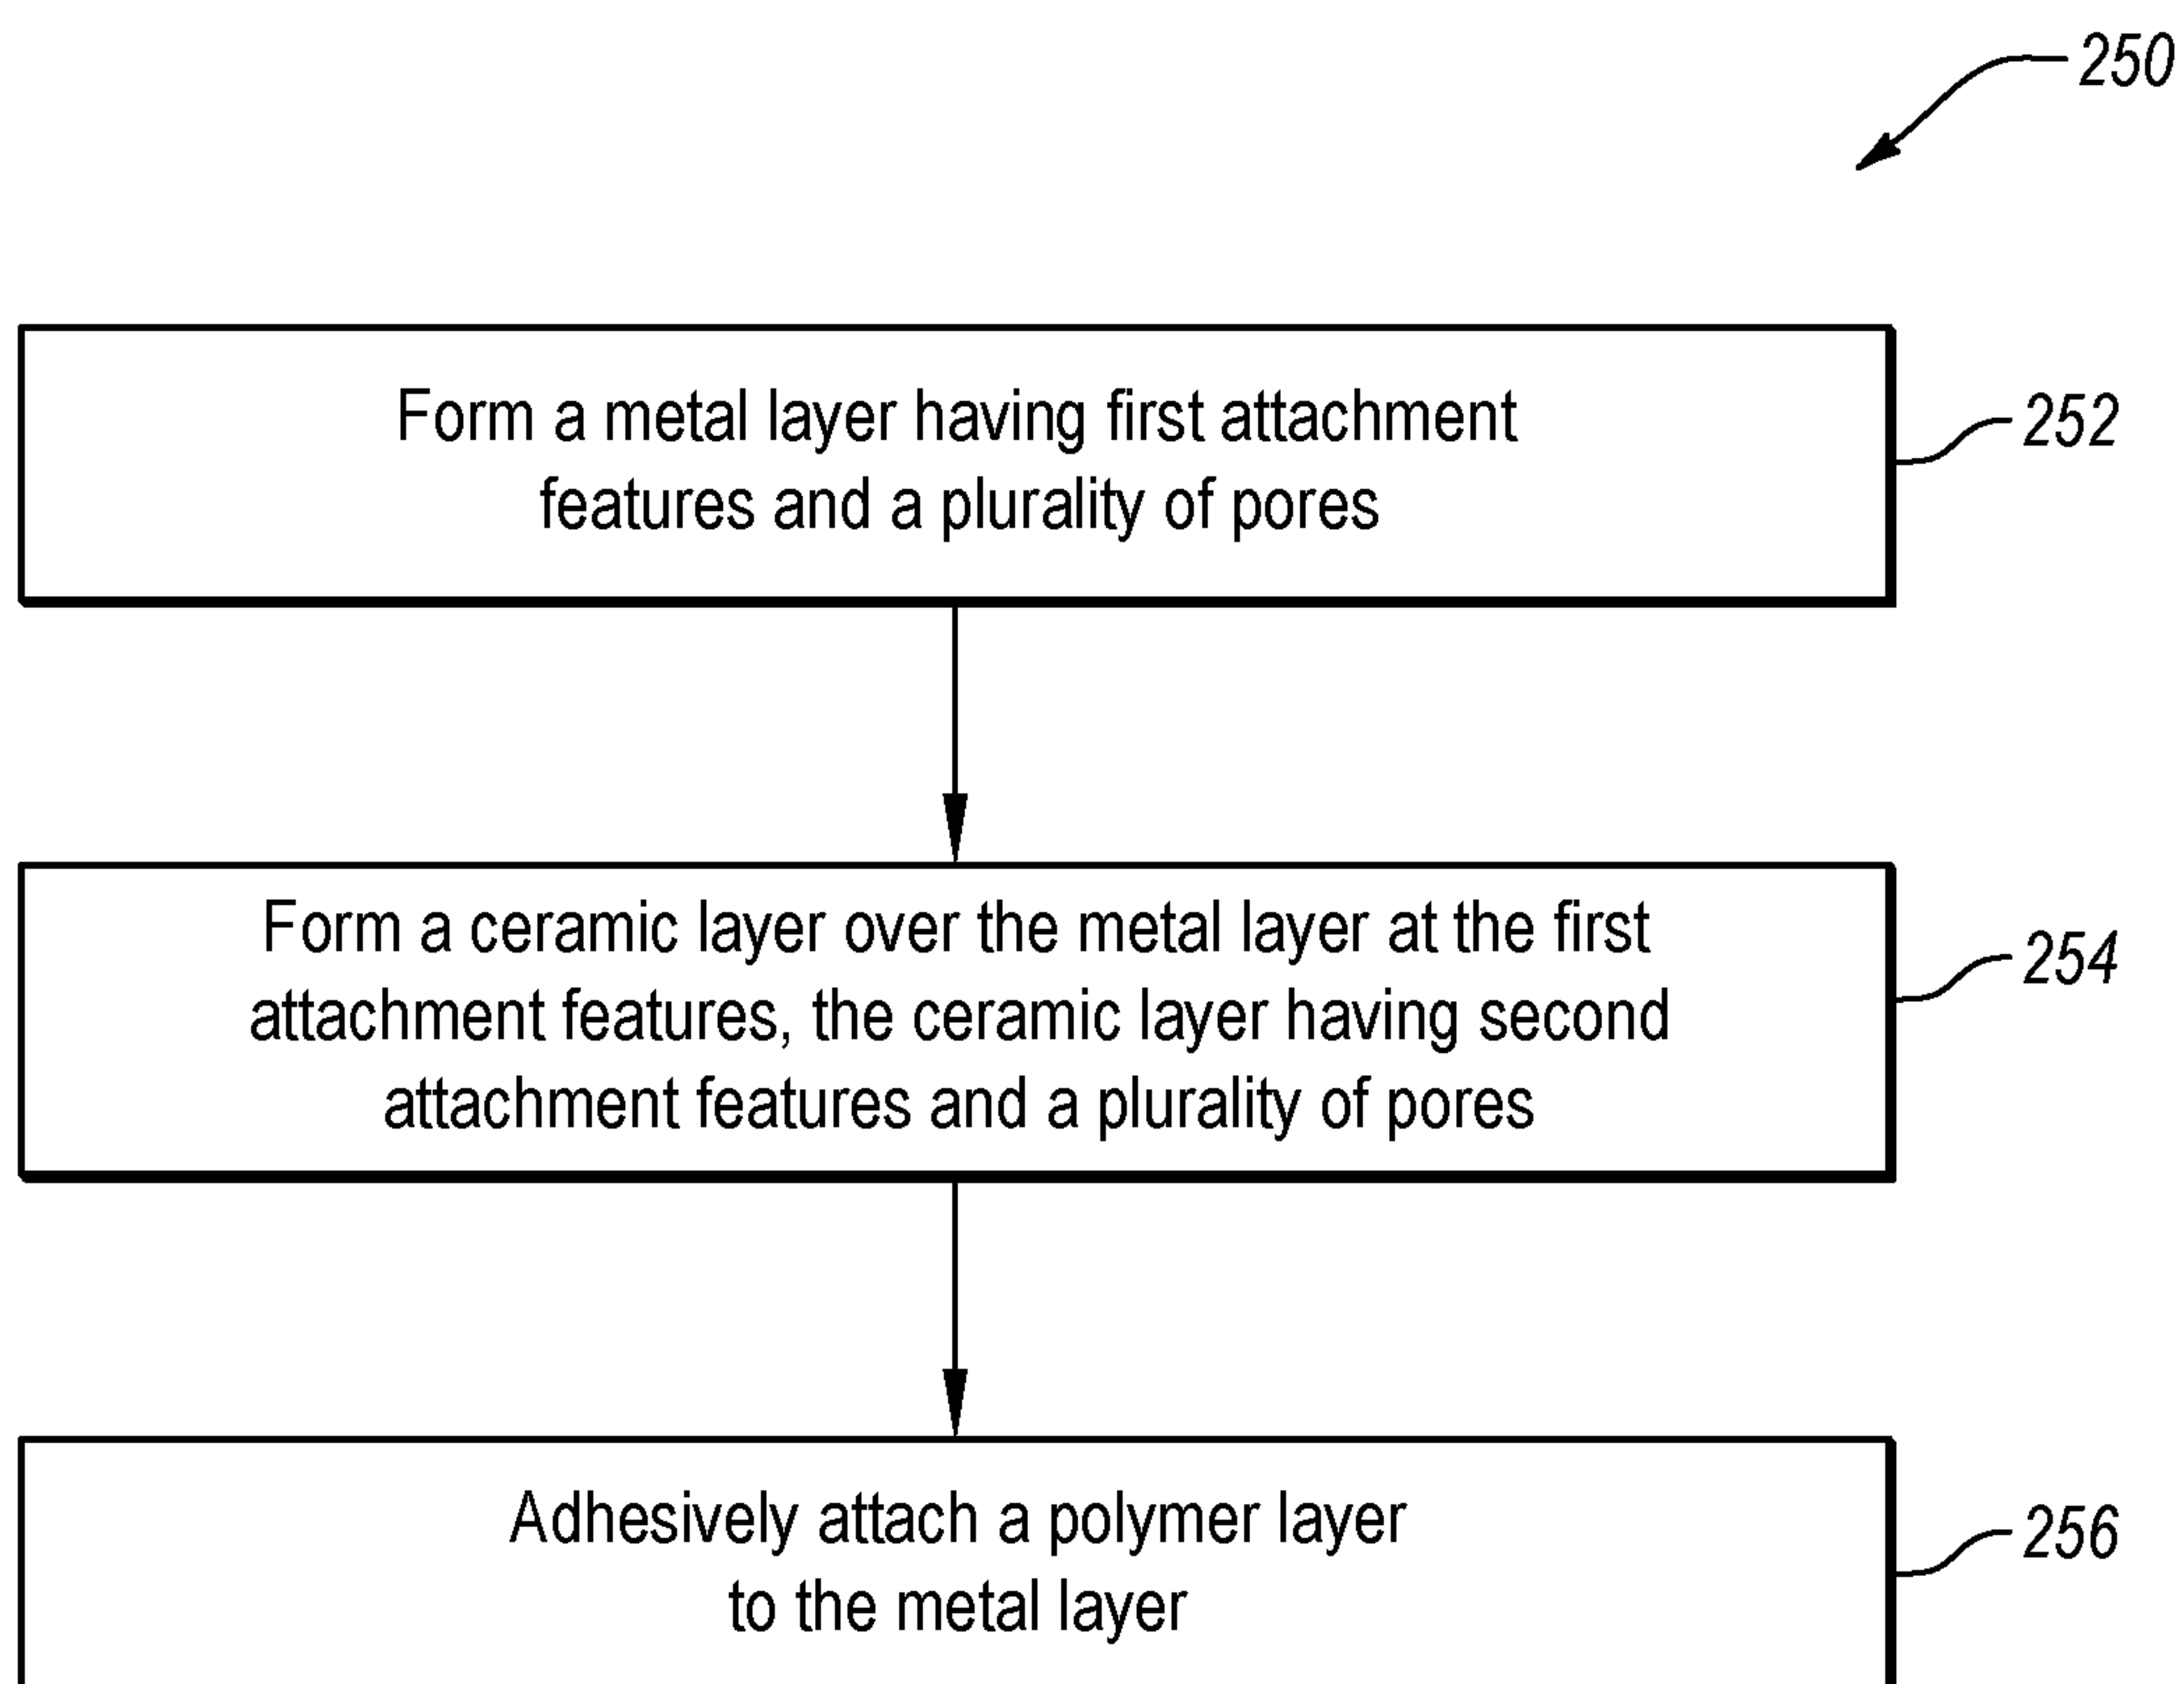 250
Form a metal layer having first attachment
features and a plurality of pores
252
Form a ceramic layer over the metal layer at the first
attachment features, the ceramic layer having second
attachment features and a plurality of pores
254
Adhesively attach a polymer layer
to the metal layer
256